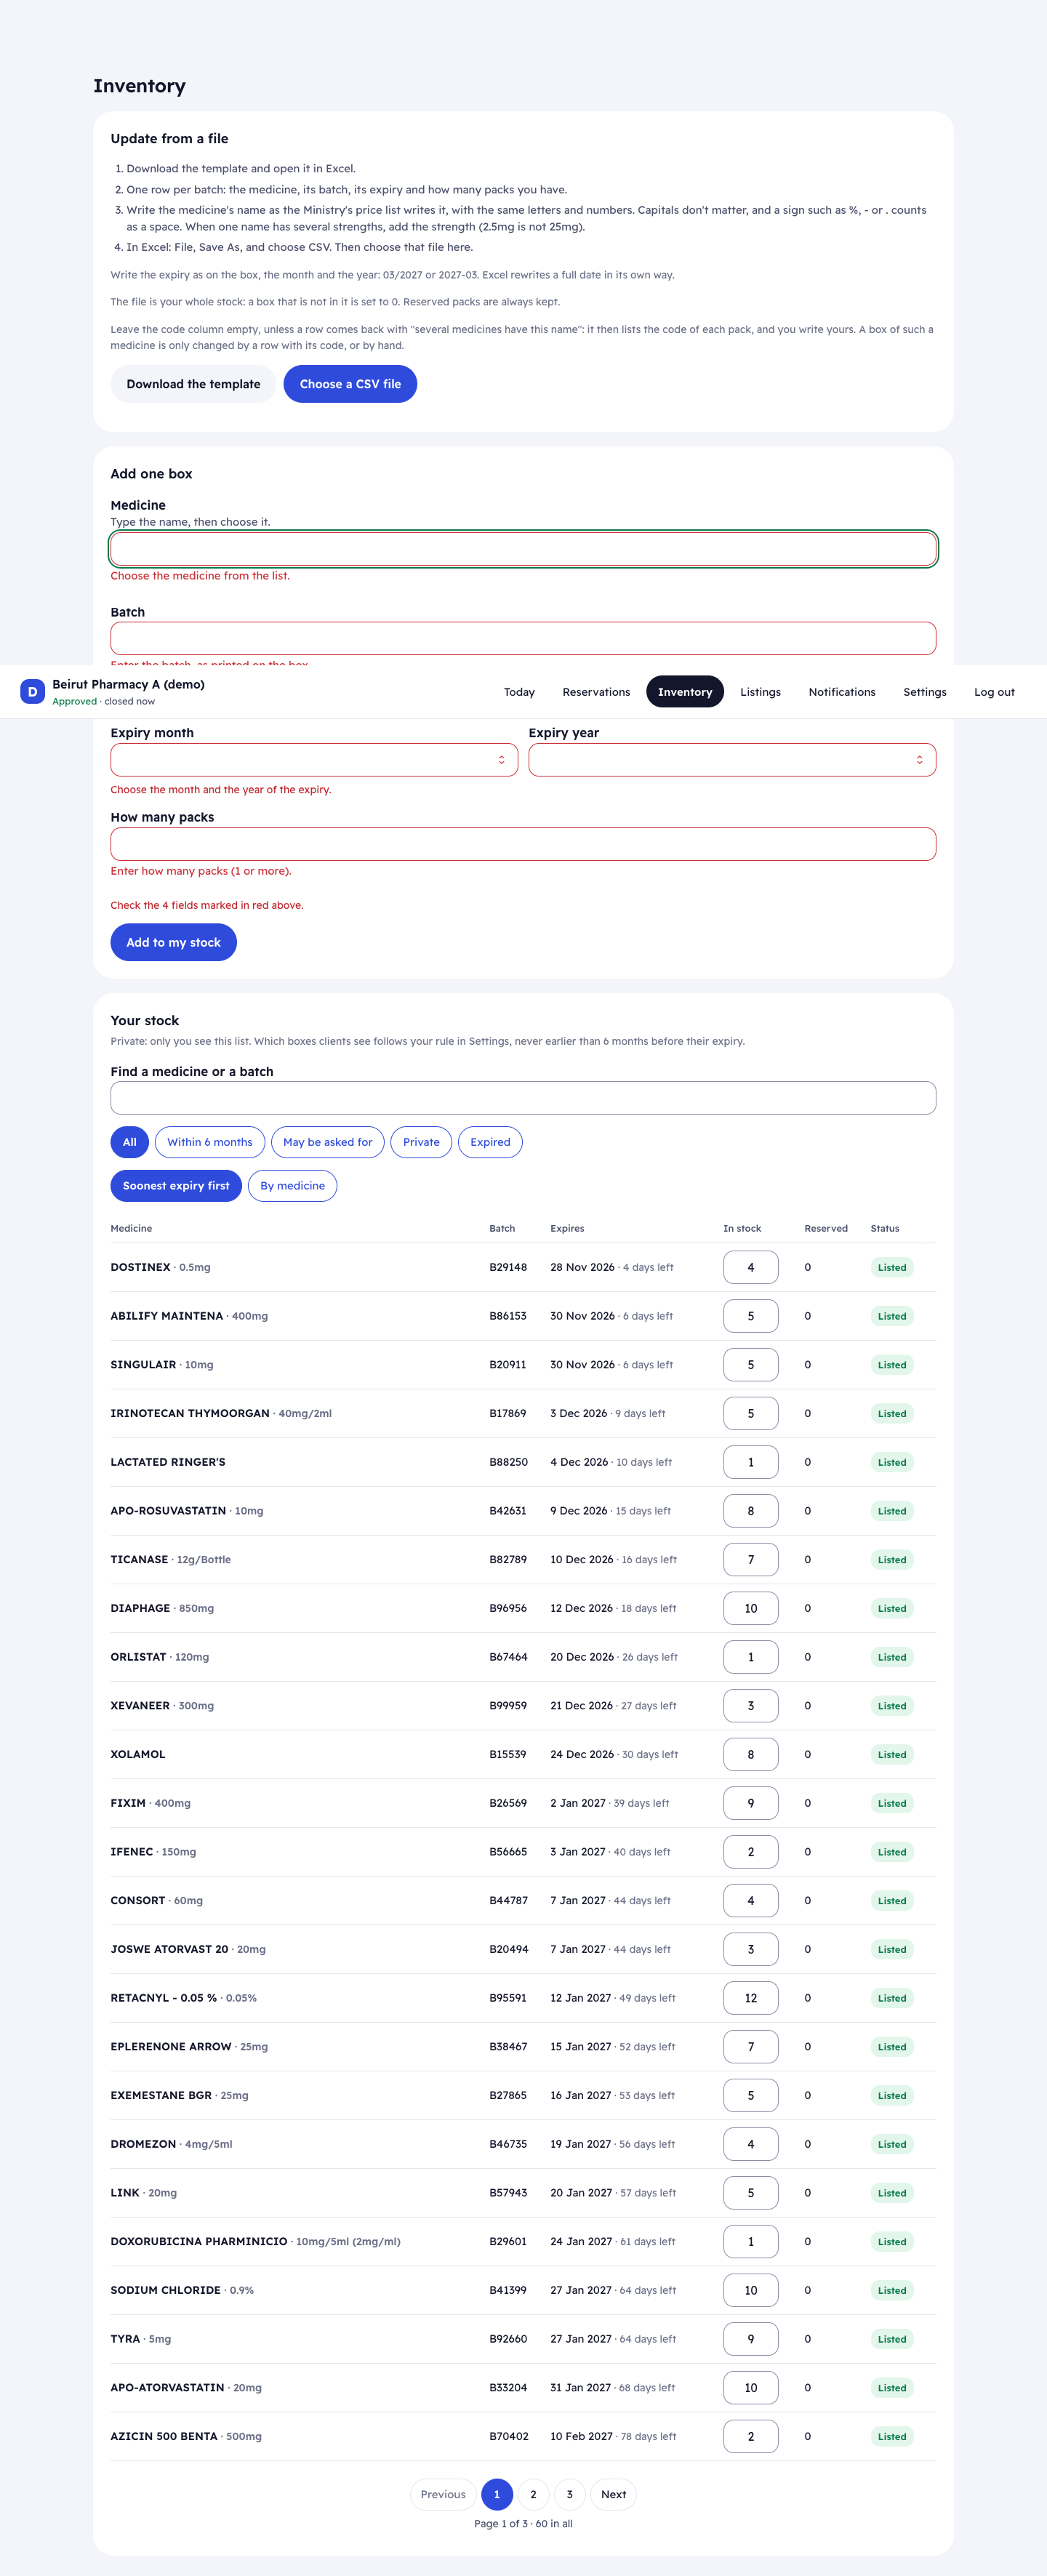 Inventory
Update from a file
1. Download the template and open it in Excel.
2. One row per batch: the medicine, its batch, its expiry and how many packs you have.
3. Write the medicine's name as the Ministry's price list writes it, with the same letters and numbers. Capitals don't matter, and a sign such as %, - or . counts
as a space. When one name has several strengths, add the strength (2.5mg is not 25mg).
4. In Excel: File, Save As, and choose CSV. Then choose that file here.
Write the expiry as on the box, the month and the year: 03/2027 or 2027-03. Excel rewrites a full date in its own way.
The file is your whole stock: a box that is not in it is set to 0. Reserved packs are always kept.
Leave the code column empty, unless a row comes back with "several medicines have this name": it then lists the code of each pack, and you write yours. A box of such a
medicine is only changed by a row with its code, or by hand.
Download the template Choose a CSV file
Add one box
Medicine
Type the name, then choose it.
Choose the medicine from the list.
Batch
Enter the batch, as printed on the box.
D Beirut Pharmacy A (demo) Today Reservations Inventory Listings Notifications Settings Log out
Approved · closed now
Expiry month Expiry year
Choose the month and the year of the expiry.
How many packs
Enter how many packs (1 or more).
Check the 4 fields marked in red above.
Add to my stock
Your stock
Private: only you see this list. Which boxes clients see follows your rule in Settings, never earlier than 6 months before their expiry.
Find a medicine or a batch
All Within 6 months May be asked for Private Expired
Soonest expiry first By medicine
Medicine Batch Expires In stock Reserved Status
DOSTINEX · 0.5mg B29148 28 Nov 2026 · 4 days left 4 0 Listed
ABILIFY MAINTENA · 400mg B86153 30 Nov 2026 · 6 days left 5 0 Listed
SINGULAIR · 10mg B20911 30 Nov 2026 · 6 days left 5 0 Listed
IRINOTECAN THYMOORGAN · 40mg/2ml B17869 3 Dec 2026 · 9 days left 5 0 Listed
LACTATED RINGER'S B88250 4 Dec 2026 · 10 days left 1 0 Listed
APO-ROSUVASTATIN · 10mg B42631 9 Dec 2026 · 15 days left 8 0 Listed
TICANASE · 12g/Bottle B82789 10 Dec 2026 · 16 days left 7 0 Listed
DIAPHAGE · 850mg B96956 12 Dec 2026 · 18 days left 10 0 Listed
ORLISTAT · 120mg B67464 20 Dec 2026 · 26 days left 1 0 Listed
XEVANEER · 300mg B99959 21 Dec 2026 · 27 days left 3 0 Listed
XOLAMOL B15539 24 Dec 2026 · 30 days left 8 0 Listed
FIXIM · 400mg B26569 2 Jan 2027 · 39 days left 9 0 Listed
IFENEC · 150mg B56665 3 Jan 2027 · 40 days left 2 0 Listed
CONSORT · 60mg B44787 7 Jan 2027 · 44 days left 4 0 Listed
JOSWE ATORVAST 20 · 20mg B20494 7 Jan 2027 · 44 days left 3 0 Listed
RETACNYL - 0.05 % · 0.05% B95591 12 Jan 2027 · 49 days left 12 0 Listed
EPLERENONE ARROW · 25mg B38467 15 Jan 2027 · 52 days left 7 0 Listed
EXEMESTANE BGR · 25mg B27865 16 Jan 2027 · 53 days left 5 0 Listed
DROMEZON · 4mg/5ml B46735 19 Jan 2027 · 56 days left 4 0 Listed
LINK · 20mg B57943 20 Jan 2027 · 57 days left 5 0 Listed
DOXORUBICINA PHARMINICIO · 10mg/5ml (2mg/ml) B29601 24 Jan 2027 · 61 days left 1 0 Listed
SODIUM CHLORIDE · 0.9% B41399 27 Jan 2027 · 64 days left 10 0 Listed
TYRA · 5mg B92660 27 Jan 2027 · 64 days left 9 0 Listed
APO-ATORVASTATIN · 20mg B33204 31 Jan 2027 · 68 days left 10 0 Listed
AZICIN 500 BENTA · 500mg B70402 10 Feb 2027 · 78 days left 2 0 Listed
Previous 1 2 3 Next
Page 1 of 3 · 60 in all